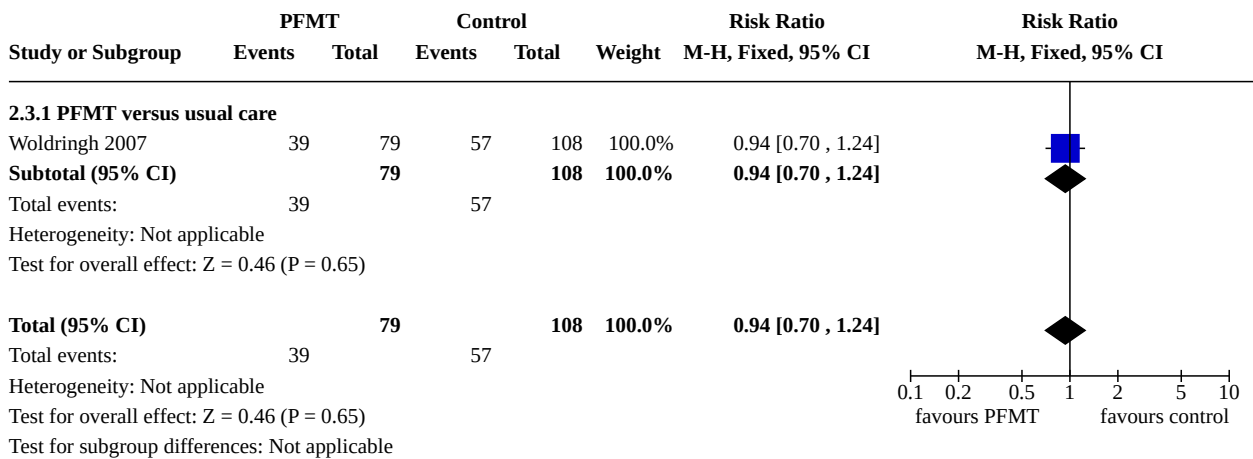 PFMT Control Risk Ratio Risk Ratio
Study or Subgroup Events Total Events Total Weight M-H, Fixed, 95% CI M-H, Fixed, 95% CI
2.3.1 PFMT versus usual care
Woldringh 2007 39 79 57 108 100.0% 0.94 [0.70 , 1.24]
Subtotal (95% CI) 79 108 100.0% 0.94 [0.70 , 1.24]
Total events: 39 57
Heterogeneity: Not applicable
Test for overall effect: Z = 0.46 (P = 0.65)
Total (95% CI) 79 108 100.0% 0.94 [0.70 , 1.24]
Total events: 39 57
Heterogeneity: Not applicable
0.1 0.2 0.5 1 2 5 10
Test for overall effect: Z = 0.46 (P = 0.65) favours PFMT favours control
Test for subgroup differences: Not applicable